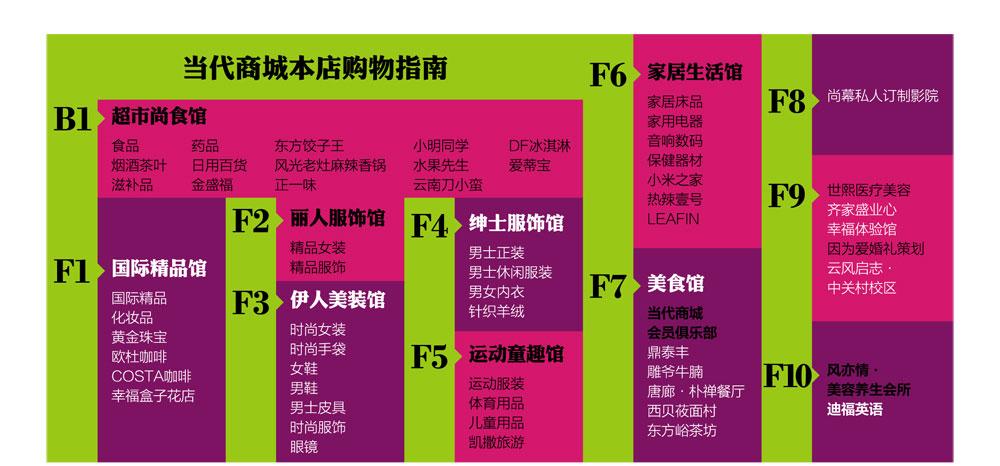 当代商城本店购物指南
B1 超市尚食馆
食品 药品 东方饺子王 小明同学 DF冰淇淋
烟酒茶叶 日用百货 风光老灶麻辣香锅 水果先生 爱蒂宝
滋补品 金盛福 正一味 云南刀小蛮
F1 国际精品馆
国际精品
化妆品
黄金珠宝
欧杜咖啡
COSTA咖啡
幸福盒子花店
F2 丽人服饰馆
精品女装
精品服饰
F3 伊人美装馆
时尚女装
时尚手袋
女鞋
男鞋
男士皮具
时尚服饰
眼镜
F4 绅士服饰馆
男士正装
男士休闲服装
男女内衣
针织羊绒
F5 运动童趣馆
运动服装
体育用品
儿童用品
凯撒旅游
F6 家居生活馆
家居床品
家用电器
音响数码
保健器材
小米之家
热辣壹号
LEAFIN
F7 美食馆
当代商城
会员俱乐部
鼎泰丰
雕爷牛腩
唐廊·朴禅餐厅
西贝莜面村
东方峪茶坊
F8
尚幕私人订制影院
F9
世熙医疗美容
齐家盛业心
幸福体验馆
因为爱婚礼策划
云风启志·
中关村校区
F10
风亦情·
美容养生会所
迪福英语